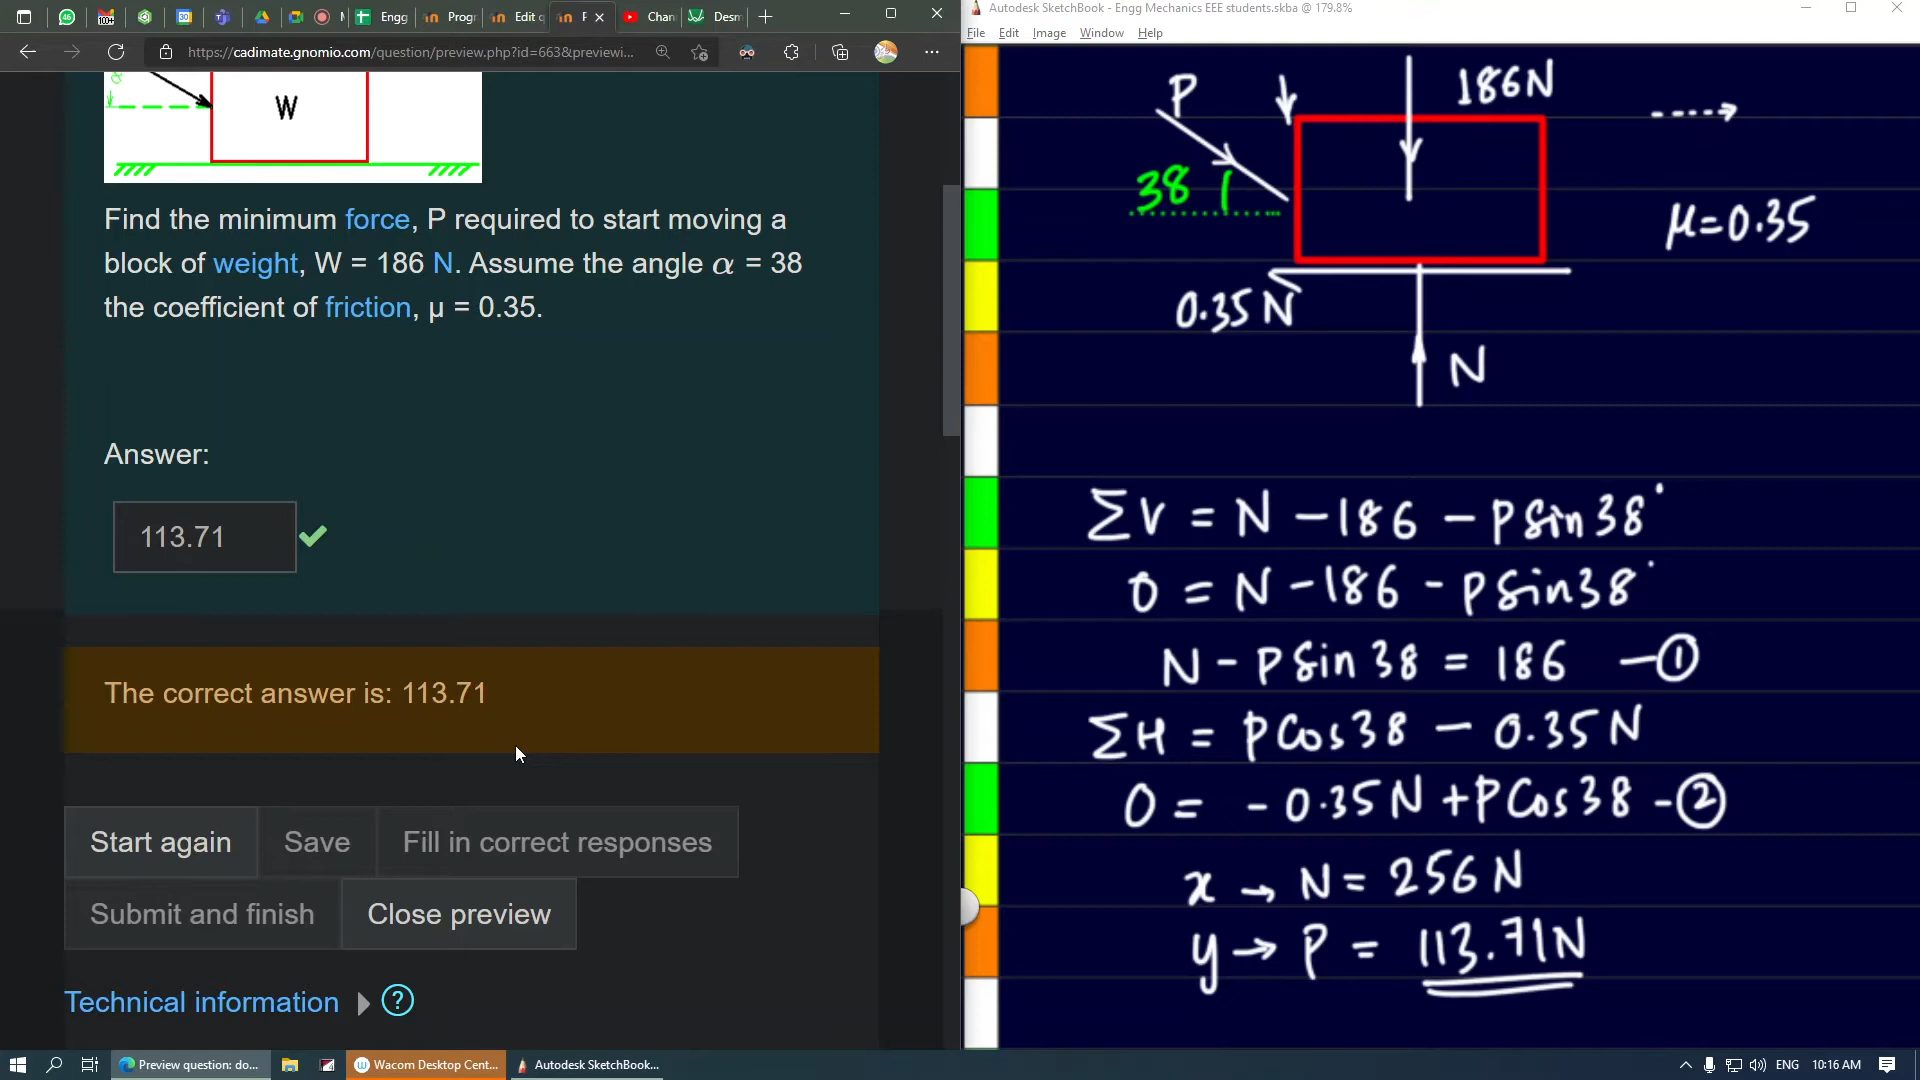 Engg
Prog
Edit q
P
Chan
Desm
https://cadimate.gnomio.com/question/preview.php?id=663&previewi...
α
W
Find the minimum force, P required to start moving a
block of weight, W = 186 N. Assume the angle α = 38
the coefficient of friction, μ = 0.35.
Answer:
113.71
The correct answer is: 113.71
Start again
Save
Fill in correct responses
Submit and finish
Close preview
Technical information
?
Autodesk SketchBook - Engg Mechanics EEE students.skba @ 179.8%
File Edit Image Window Help
P
186N
38
μ=0.35
0.35 N
N
ΣV = N - 186 - P Sin 38°
0 = N - 186 - P Sin 38°
N - P Sin 38 = 186 - ①
ΣH = P Cos 38 - 0.35 N
0 = - 0.35 N + P Cos 38 - ②
x → N = 256 N
y → P = 113.71N
Preview question: do...
Wacom Desktop Cent...
Autodesk SketchBook...
ENG
10:16 AM